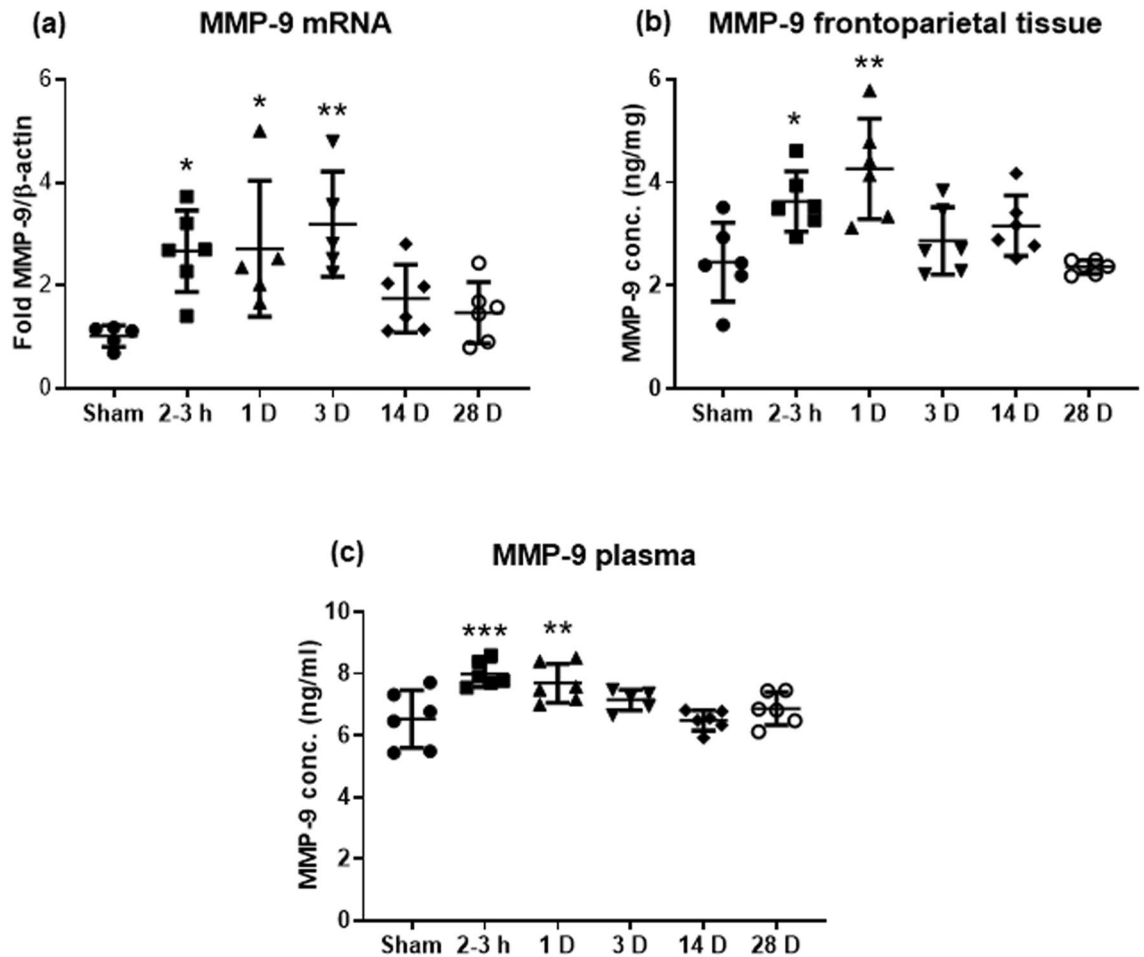 (a) MMP-9 mRNA
Fold MMP-9/β-actin
6
4
2
0
* * **
Sham 2-3 h 1 D 3 D 14 D 28 D
(b) MMP-9 frontoparietal tissue
MMP-9 conc. (ng/mg)
6
4
2
0
* **
Sham 2-3 h 1 D 3 D 14 D 28 D
(c) MMP-9 plasma
MMP-9 conc. (ng/ml)
10
8
6
4
2
0
*** **
Sham 2-3 h 1 D 3 D 14 D 28 D